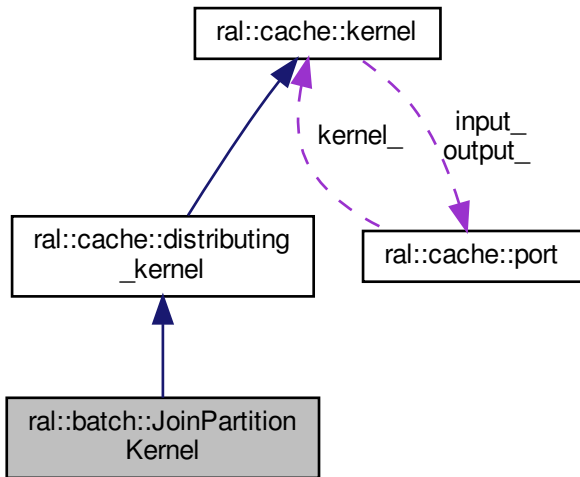 ral::cache::kernel
kernel_
input_
output_
ral::cache::distributing
_kernel
ral::cache::port
ral::batch::JoinPartition
Kernel